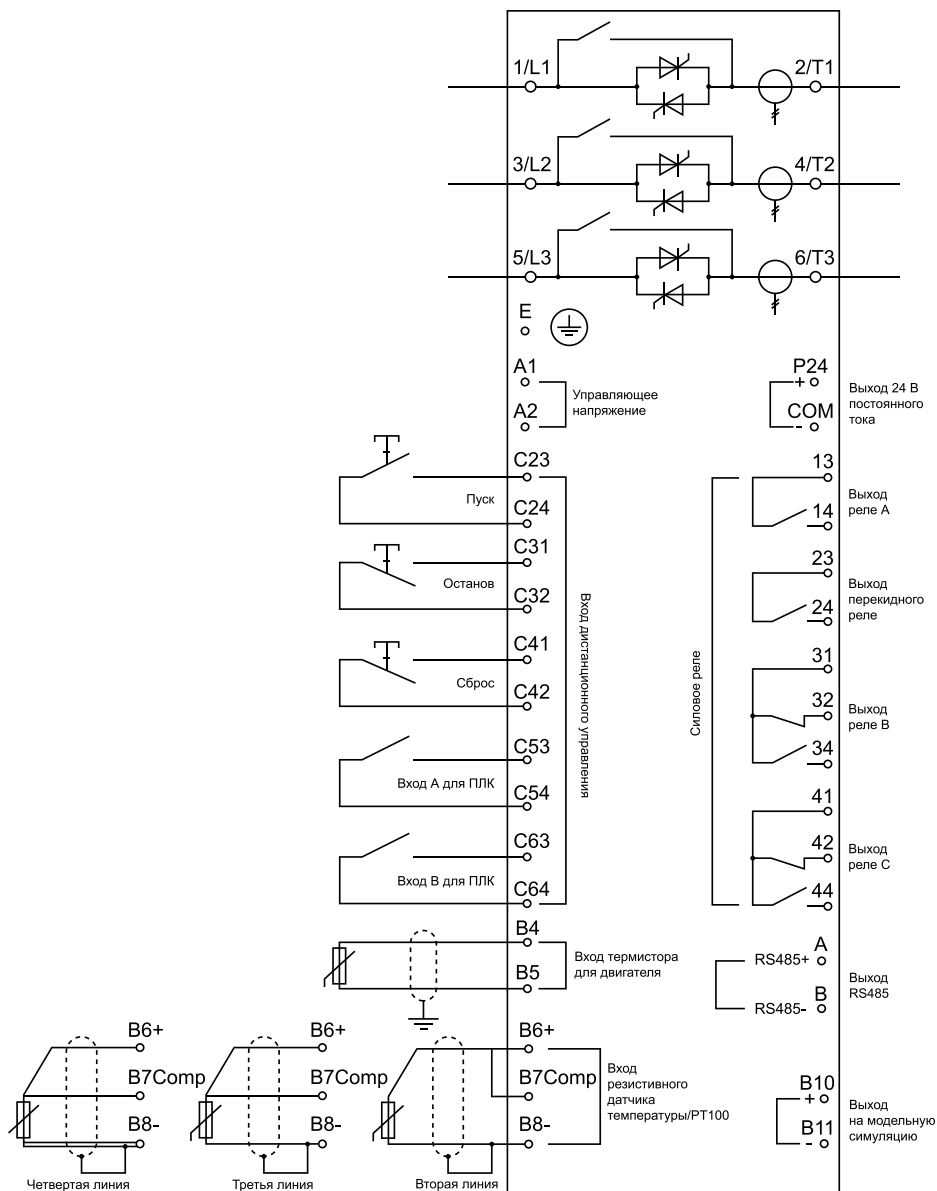 1/L1
2/T1
3/L2
4/T2
5/L3
6/T3
E
A1
A2
Управляющее
напряжение
P24
+
COM
-
Выход 24 В
постоянного
тока
C23
Пуск
C24
C31
Останов
C32
C41
Сброс
C42
C53
Вход А для ПЛК
C54
C63
Вход В для ПЛК
C64
Вход дистанционного управления
Силовое реле
13
14
Выход
реле А
23
24
Выход
перекидного
реле
31
32
34
Выход
реле В
41
42
44
Выход
реле С
B4
B5
Вход термистора
для двигателя
A
RS485+
B
RS485-
Выход
RS485
B6+
B7Comp
B8-
Четвертая линия
B6+
B7Comp
B8-
Третья линия
B6+
B7Comp
B8-
Вторая линия
Вход
резистивного
датчика
температуры/PT100
B10
+
B11
-
Выход
на модельную
симуляцию